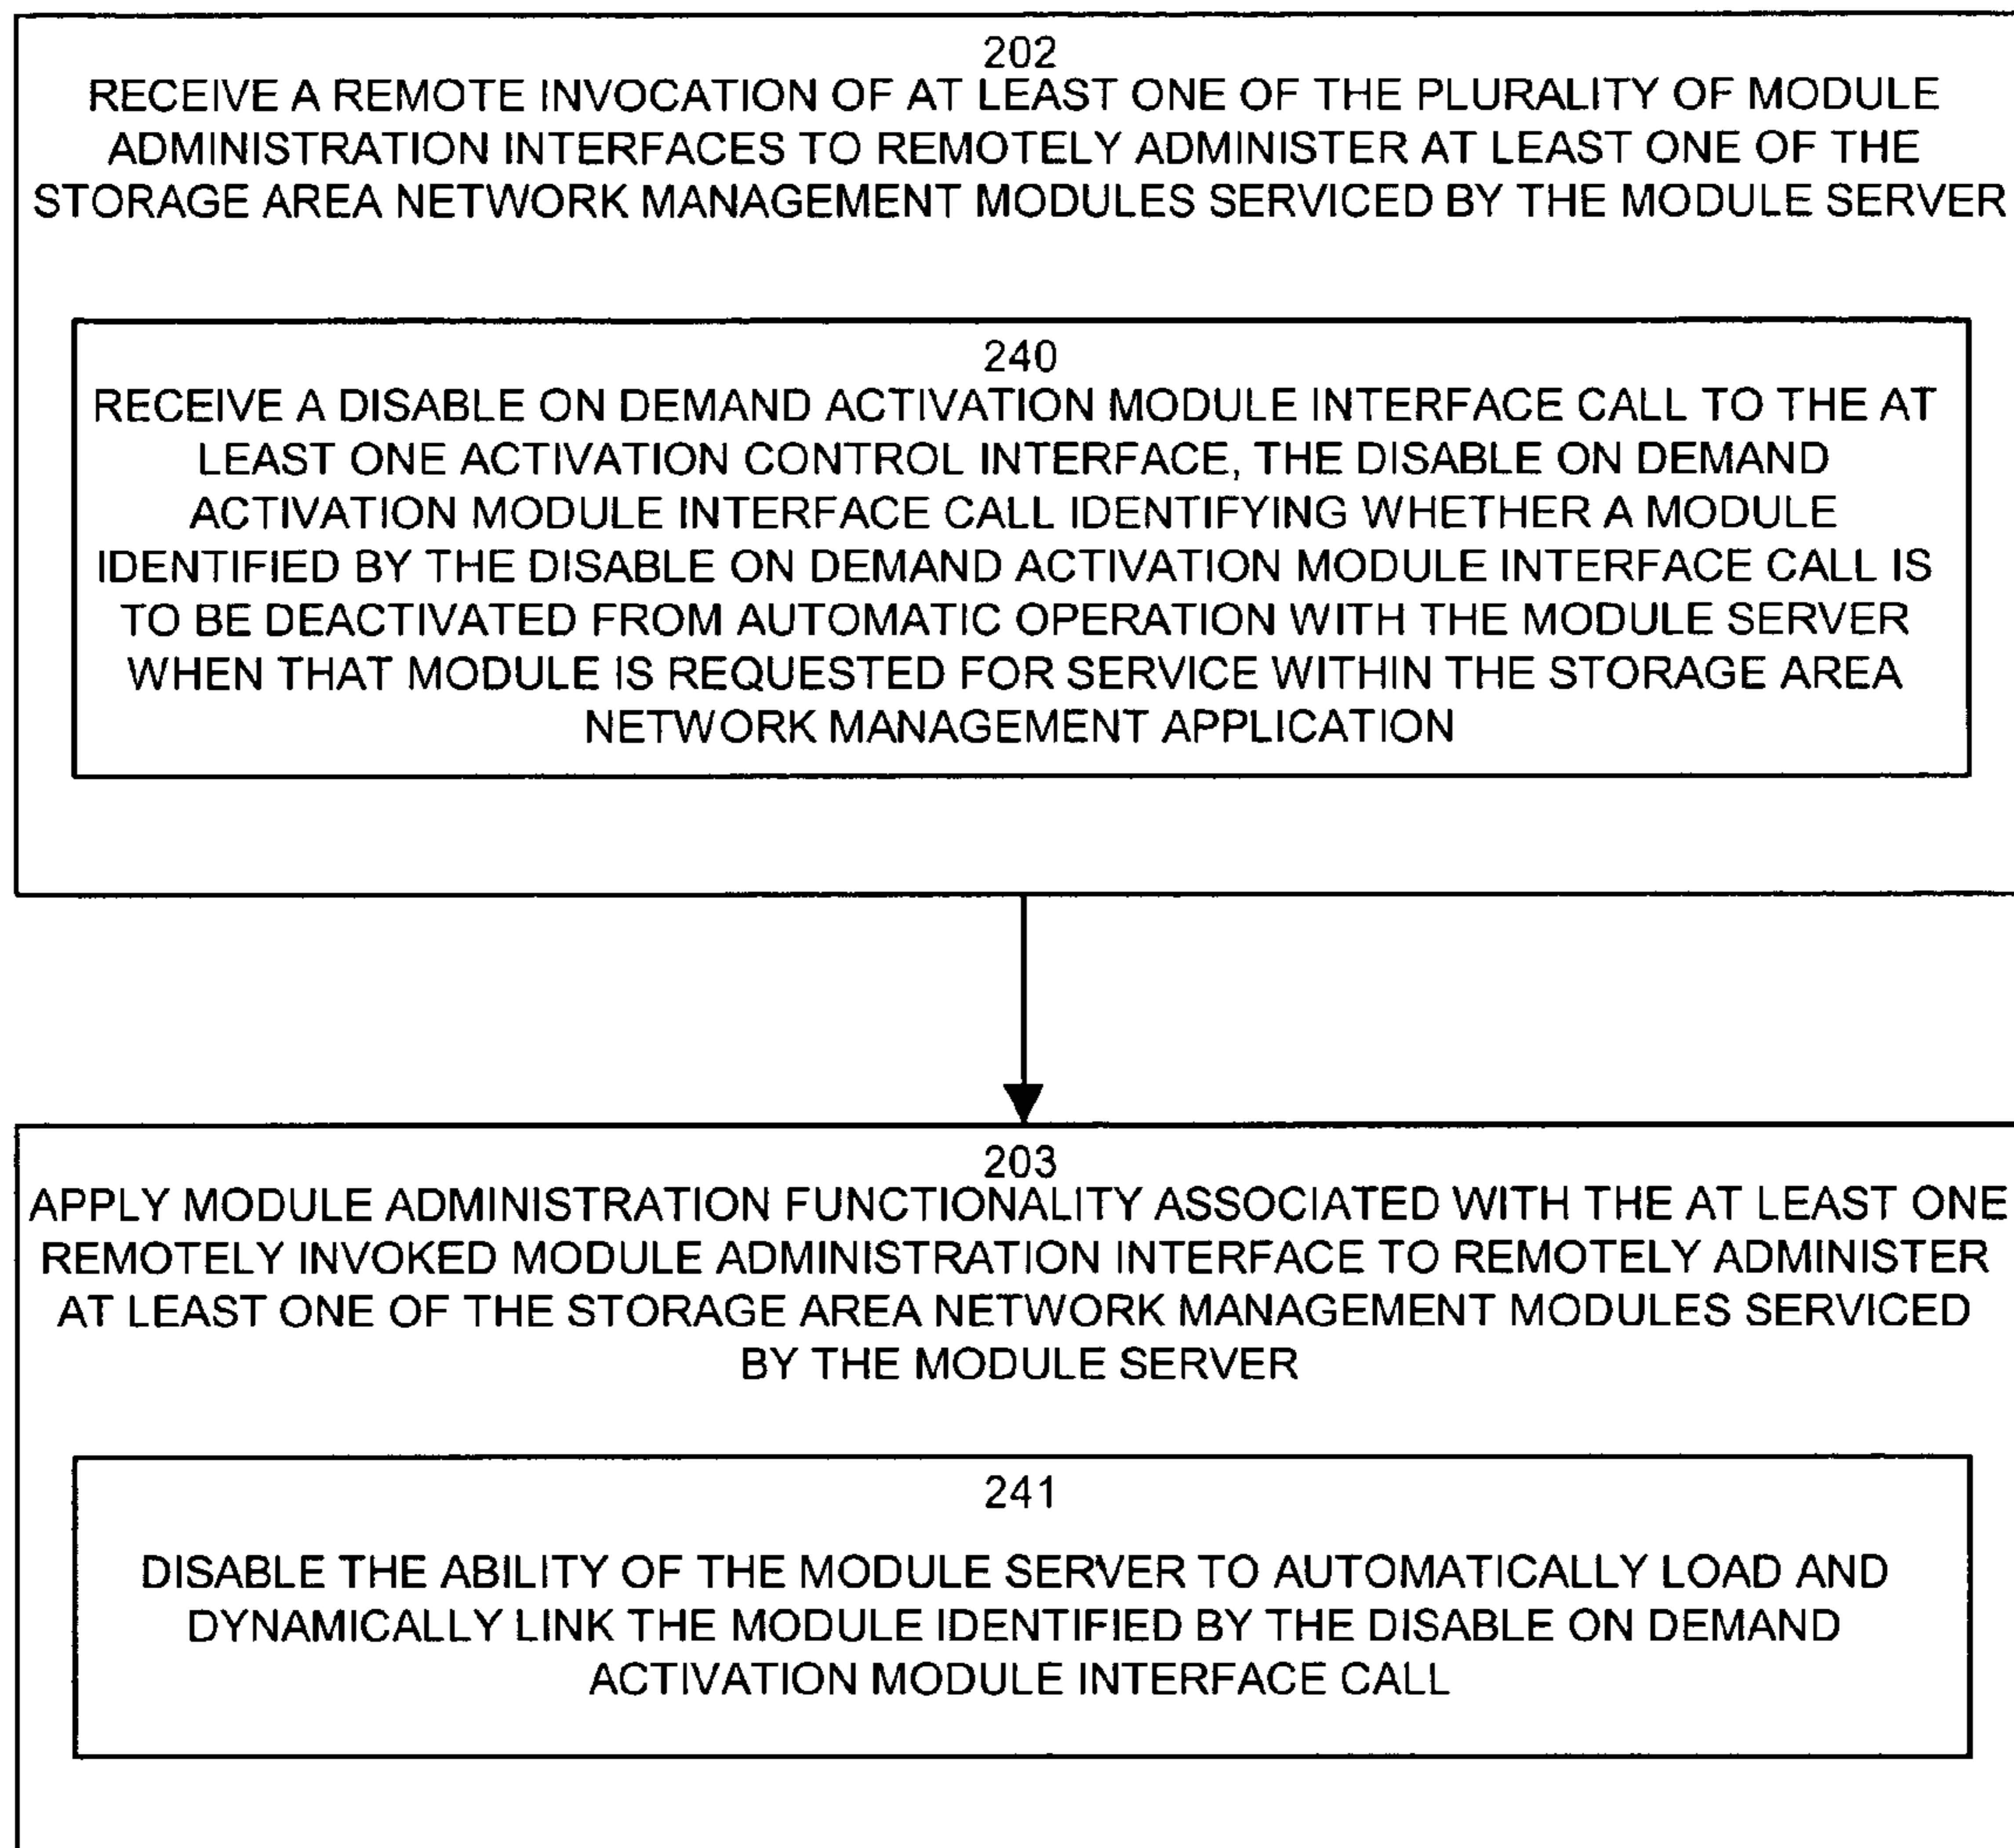 202
RECEIVE A REMOTE INVOCATION OF AT LEAST ONE OF THE PLURALITY OF MODULE
ADMINISTRATION INTERFACES TO REMOTELY ADMINISTER AT LEAST ONE OF THE
STORAGE AREA NETWORK MANAGEMENT MODULES SERVICED BY THE MODULE SERVER
240
RECEIVE A DISABLE ON DEMAND ACTIVATION MODULE INTERFACE CALL TO THE AT
LEAST ONE ACTIVATION CONTROL INTERFACE, THE DISABLE ON DEMAND
ACTIVATION MODULE INTERFACE CALL IDENTIFYING WHETHER A MODULE
IDENTIFIED BY THE DISABLE ON DEMAND ACTIVATION MODULE INTERFACE CALL IS
TO BE DEACTIVATED FROM AUTOMATIC OPERATION WITH THE MODULE SERVER
WHEN THAT MODULE IS REQUESTED FOR SERVICE WITHIN THE STORAGE AREA
NETWORK MANAGEMENT APPLICATION
203
APPLY MODULE ADMINISTRATION FUNCTIONALITY ASSOCIATED WITH THE AT LEAST ONE
REMOTELY INVOKED MODULE ADMINISTRATION INTERFACE TO REMOTELY ADMINISTER
AT LEAST ONE OF THE STORAGE AREA NETWORK MANAGEMENT MODULES SERVICED
BY THE MODULE SERVER
241
DISABLE THE ABILITY OF THE MODULE SERVER TO AUTOMATICALLY LOAD AND
DYNAMICALLY LINK THE MODULE IDENTIFIED BY THE DISABLE ON DEMAND
ACTIVATION MODULE INTERFACE CALL